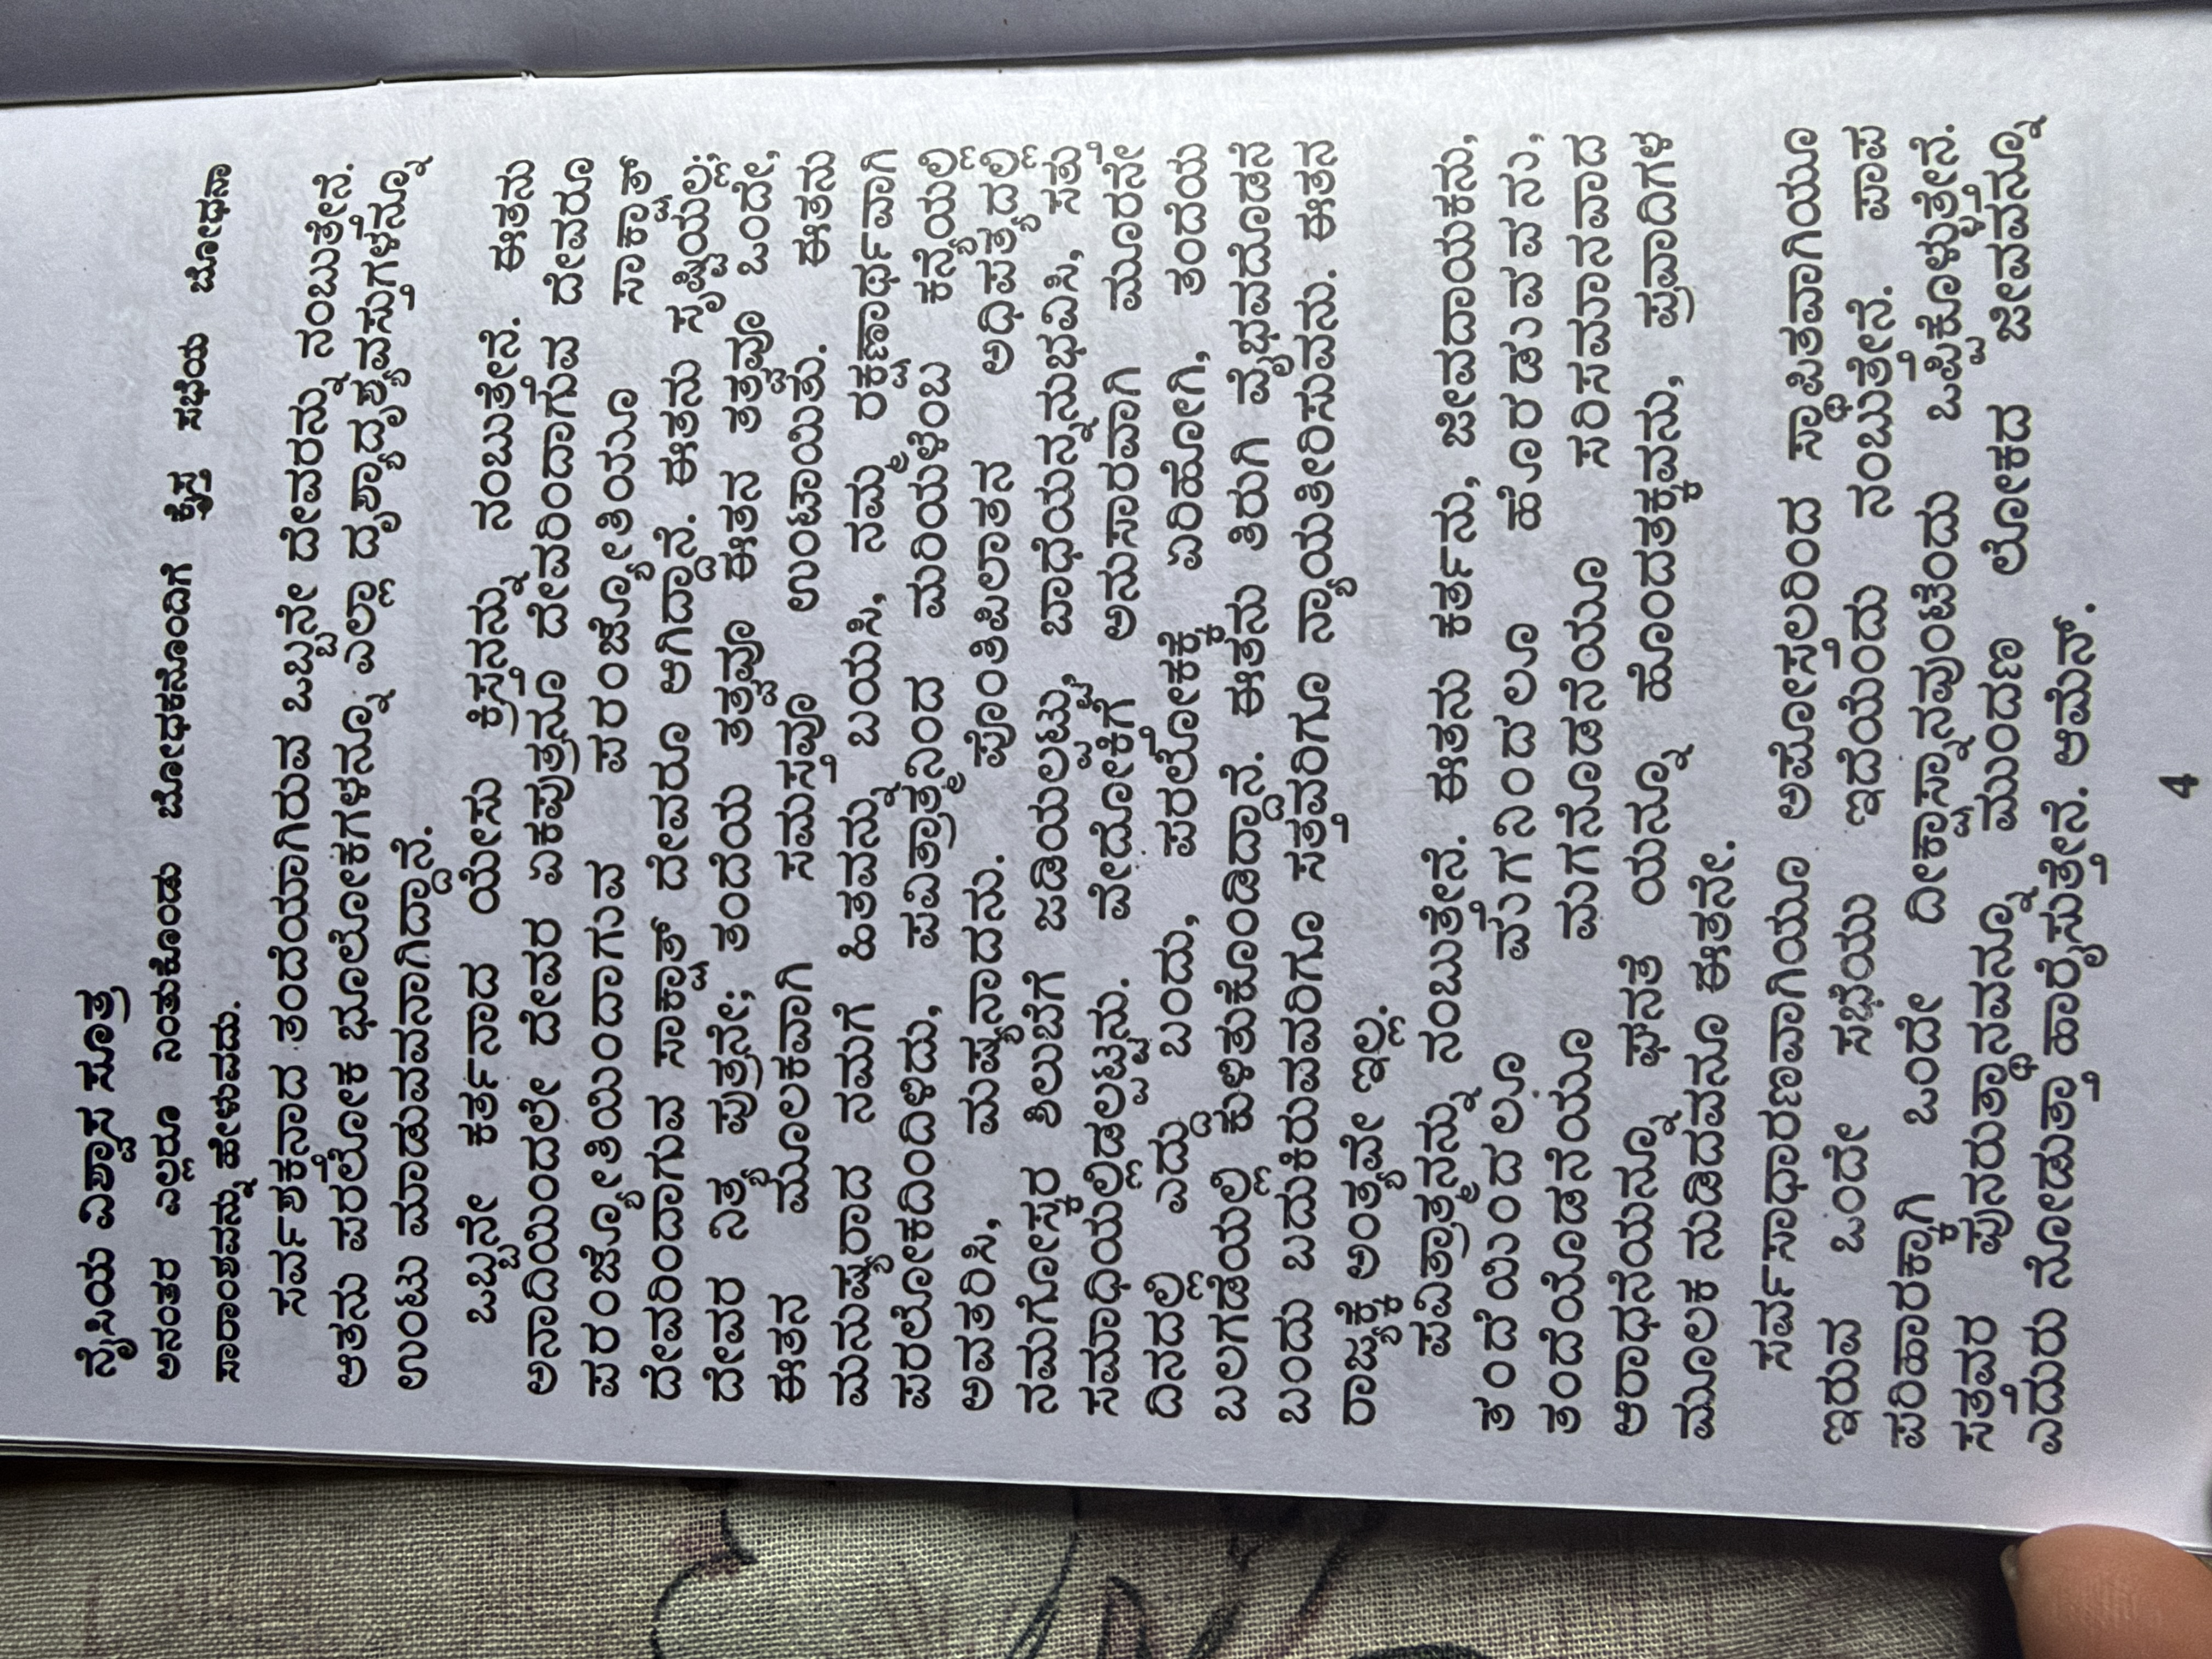 ನೈಸಿಯ ವಿಶ್ವಾಸ ಸೂತ್ರ
ಅನಂತರ ಎಲ್ಲರೂ ನಿಂತುಕೊಂಡು ಬೋಧಕನೊಂದಿಗೆ ಕ್ರೈಸ್ತ ಸಭೆಯ ಬೋಧನಾ
ಸಾರಾಂಶವನ್ನು ಹೇಳುವದು.
ಸರ್ವಶಕ್ತನಾದ ತಂದೆಯಾಗಿರುವ ಒಬ್ಬನೇ ದೇವರನ್ನು ನಂಬುತ್ತೇನೆ.
ಆತನು ಪರಲೋಕ ಭೂಲೋಕಗಳನ್ನೂ ಎಲ್ಲಾ ದೃಶ್ಯಾದೃಶ್ಯವಸ್ತುಗಳನ್ನೂ
ಉಂಟು ಮಾಡುವವನಾಗಿದ್ದಾನೆ.
ಒಬ್ಬನೇ ಕರ್ತನಾದ ಯೇಸು ಕ್ರಿಸ್ತನನ್ನು ನಂಬುತ್ತೇನೆ. ಈತನು
ಅನಾದಿಯಿಂದಲೇ ದೇವರ ಏಕಪುತ್ರನೂ ದೇವರಿಂದಾಗುವ ದೇವರೂ
ಪರಂಜ್ಯೋತಿಯಿಂದಾಗುವ ಪರಂಜ್ಯೋತಿಯೂ ಸಾಕ್ಷಾತ್
ದೇವರಿಂದಾಗುವ ಸಾಕ್ಷಾತ್ ದೇವರೂ ಆಗಿದ್ದಾನೆ. ಈತನು ಸೃಷ್ಟಿಯಲ್ಲ;
ದೇವರ ನಿತ್ಯ ಪುತ್ರನೇ; ತಂದೆಯ ತತ್ವವೂ ಈತನ ತತ್ವವೂ ಒಂದೇ,
ಈತನ ಮೂಲಕವಾಗಿ ಸಮಸ್ತವೂ ಉಂಟಾಯಿತು. ಈತನು
ಮನುಷ್ಯರಾದ ನಮಗೆ ಹಿತವನ್ನು ಬಯಸಿ, ನಮ್ಮ ರಕ್ಷಣಾರ್ಥವಾಗಿ
ಪರಲೋಕದಿಂದಿಳಿದು, ಪವಿತ್ರಾತ್ಮನಿಂದ ಮರಿಯಳೆಂಬ ಕನ್ಯೆಯಲ್ಲಿ
ಅವತರಿಸಿ, ಮಷ್ಯನಾದನು. ಪೊಂತಿಪಿಲಾತನ ಅಧಿಪತ್ಯದಲ್ಲಿ
ನಮಗೋಸ್ಕರ ಶಿಲುಬೆಗೆ ಜಡಿಯಲ್ಪಟ್ಟು, ಬಾಧೆಯನ್ನನುಭವಿಸಿ, ಸತ್ತು
ಸಮಾಧಿಯಲ್ಲಿಡಲ್ಪಟ್ಟನು. ವೇದೋಕ್ತಿಗೆ ಅನುಸಾರವಾಗಿ ಮೂರನೇ
ದಿನದಲ್ಲಿ ಎದ್ದು ಬಂದು, ಪರಲೋಕಕ್ಕೆ ಏರಿಹೋಗಿ, ತಂದೆಯ
ಬಲಗಡೆಯಲ್ಲಿ ಕುಳಿತುಕೊಂಡಿದ್ದಾನೆ. ಈತನು ತಿರುಗಿ ವೈಭವದೊಡನೆ
ಬಂದು ಬದುಕಿರುವವರಿಗೂ ಸತ್ತವರಿಗೂ ನ್ಯಾಯತೀರಿಸುವನು. ಈತನ
ರಾಜ್ಯಕ್ಕೆ ಅಂತ್ಯವೇ ಇಲ್ಲ.
ಪವಿತ್ರಾತ್ಮನನ್ನು ನಂಬುತ್ತೇನೆ. ಈತನು ಕರ್ತನು, ಜೀವದಾಯಕನು,
ತಂದೆಯಿಂದಲೂ ಮಗನಿಂದಲೂ ಹೊರಡುವವನು,
ತಂದೆಯೊಡನೆಯೂ ಮಗನೊಡನೆಯೂ ಸರಿಸಮಾನವಾದ
ಆರಾಧನೆಯನ್ನೂ ಘನತೆ ಯನ್ನೂ ಹೊಂದತಕ್ಕವನು, ಪ್ರವಾದಿಗಳ
ಮೂಲಕ ನುಡಿದವನೂ ಈತನೇ.
ಸರ್ವಸಾಧಾರಣವಾಗಿಯೂ ಅಪೋಸ್ತಲರಿಂದ ಸ್ಥಾಪಿತವಾಗಿಯೂ
ಇರುವ ಒಂದೇ ಸಭೆಯು ಇದೆಯೆಂದು ನಂಬುತ್ತೇನೆ. ಪಾಪ
ಪರಿಹಾರಕ್ಕಾಗಿ ಒಂದೇ ದೀಕ್ಷಾಸ್ನಾನವುಂಟೆಂದು ಒಪ್ಪಿಕೊಳ್ಳುತ್ತೇನೆ.
ಸತ್ತವರ ಪುನರುತ್ಥಾನವನ್ನೂ ಮುಂದಣ ಲೋಕದ ಜೀವವನ್ನೂ
ಎದುರು ನೋಡುತ್ತಾ ಹಾರೈಸುತ್ತೇನೆ. ಆಮೆನ್.
4